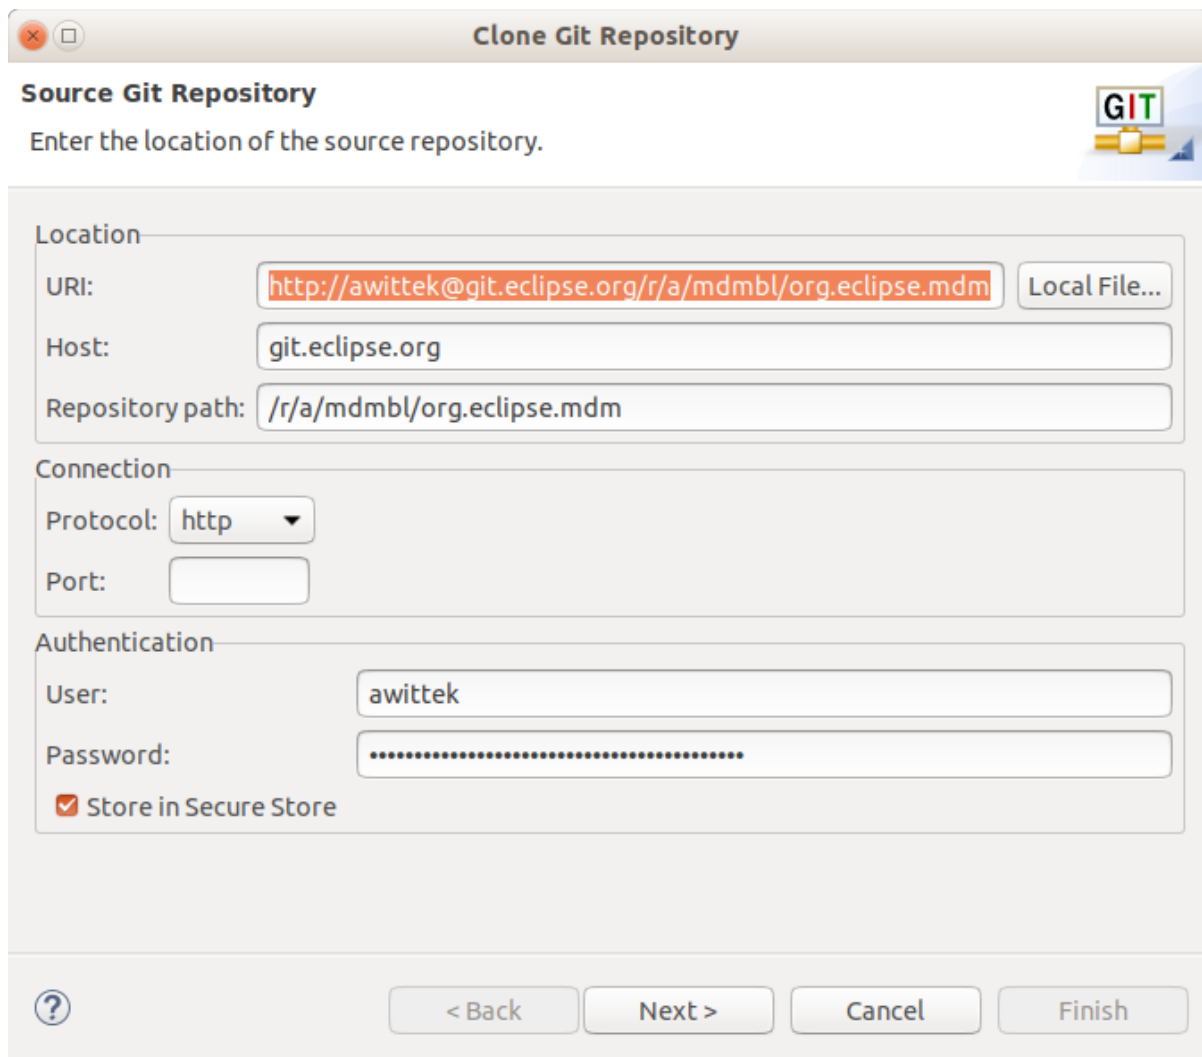 Clone Git Repository
Source Git Repository
GIT
Enter the location of the source repository.
Location
URI: http://awittek@git.eclipse.org/r/a/mdmbl/org.eclipse.mdm Local File...
Host: git.eclipse.org
Repository path: /r/a/mdmbl/org.eclipse.mdm
Connection
Protocol: http
Port:
Authentication
User: awittek
Password: ••••••••••••••••••••••••••••••••••••••••••
Store in Secure Store
? < Back Next > Cancel Finish